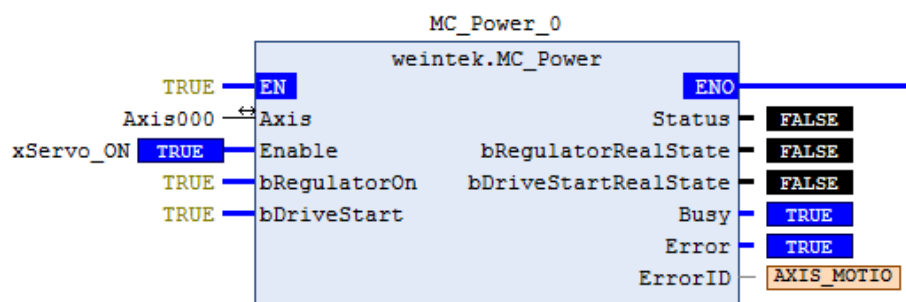 MC_Power_0
weintek.MC_Power
TRUE EN ENO
Axis000 Axis Status FALSE
xServo_ON TRUE Enable bRegulatorRealState FALSE
TRUE bRegulatorOn bDriveStartRealState FALSE
TRUE bDriveStart Busy TRUE
Error TRUE
ErrorID AXIS_MOTIO